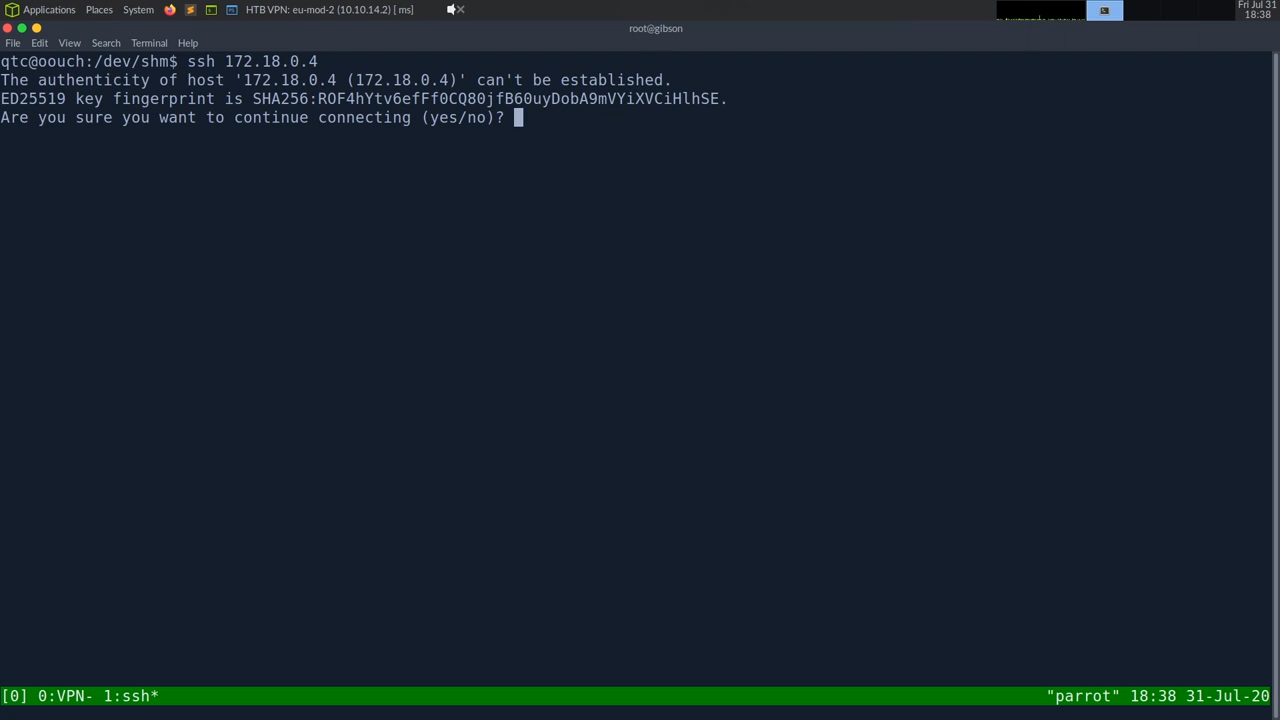 Applications Places System HTB VPN: eu-mod-2 (10.10.14.2) [ ms] Fri Jul 31
18:38
root@gibson
File Edit View Search Terminal Help
qtc@oouch:/dev/shm$ ssh 172.18.0.4
The authenticity of host '172.18.0.4 (172.18.0.4)' can't be established.
ED25519 key fingerprint is SHA256:ROF4hYtv6efFf0CQ80jfB60uyDobA9mVYiXVCiHlhSE.
Are you sure you want to continue connecting (yes/no)?
[0] 0:VPN- 1:ssh* "parrot" 18:38 31-Jul-20